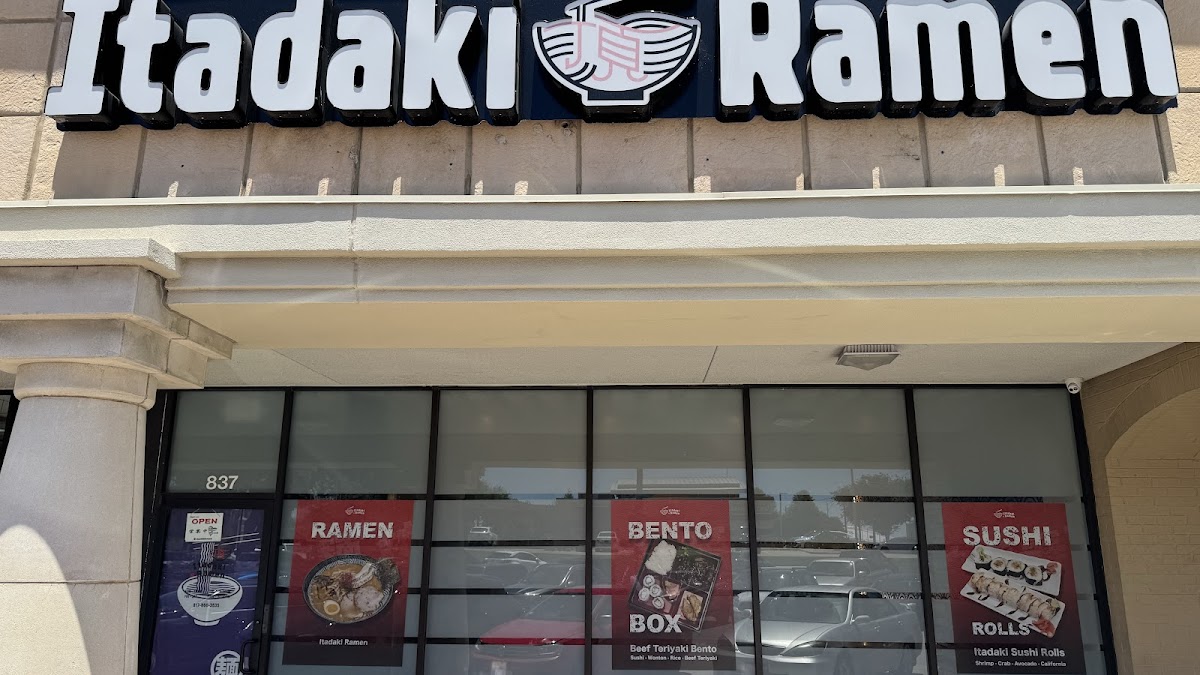 Itadaki Ramen
837
OPEN
RAMEN
Itadaki Ramen
BENTO
BOX
Beef Teriyaki Bento
Sushi · Wonton · Rice · Beef Teriyaki
SUSHI
ROLLS
Itadaki Sushi Rolls
Shrimp · Crab · Avocado · California
麺